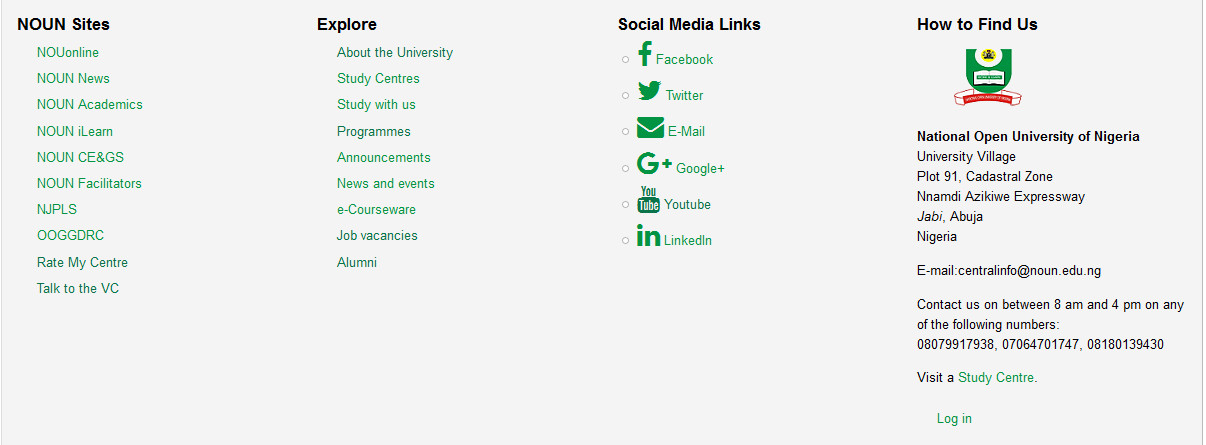 NOUN Sites
NOUonline
NOUN News
NOUN Academics
NOUN iLearn
NOUN CE&GS
NOUN Facilitators
NJPLS
OOGGDRC
Rate My Centre
Talk to the VC
Explore
About the University
Study Centres
Study with us
Programmes
Announcements
News and events
e-Courseware
Job vacancies
Alumni
Social Media Links
Facebook
Twitter
E-Mail
G+ Google+
You
Tube Youtube
in LinkedIn
How to Find Us
National Open University of Nigeria
University Village
Plot 91, Cadastral Zone
Nnamdi Azikiwe Expressway
Jabi, Abuja
Nigeria
E-mail:centralinfo@noun.edu.ng
Contact us on between 8 am and 4 pm on any
of the following numbers:
08079917938, 07064701747, 08180139430
Visit a Study Centre.
Log in